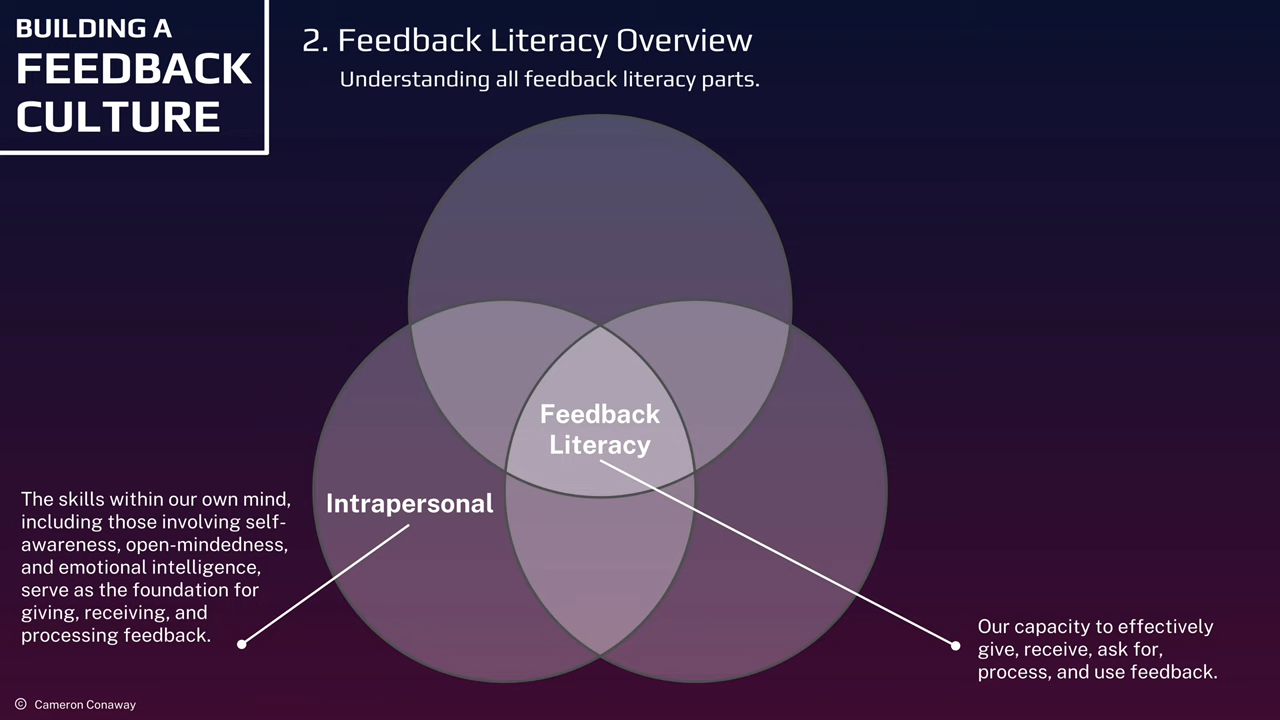 BUILDING A
FEEDBACK
CULTURE
2. Feedback Literacy Overview
Understanding all feedback literacy parts.
Feedback
Literacy
Intrapersonal
The skills within our own mind,
including those involving self-
awareness, open-mindedness,
and emotional intelligence,
serve as the foundation for
giving, receiving, and
processing feedback.
Our capacity to effectively
give, receive, ask for,
process, and use feedback.
© Cameron Conaway